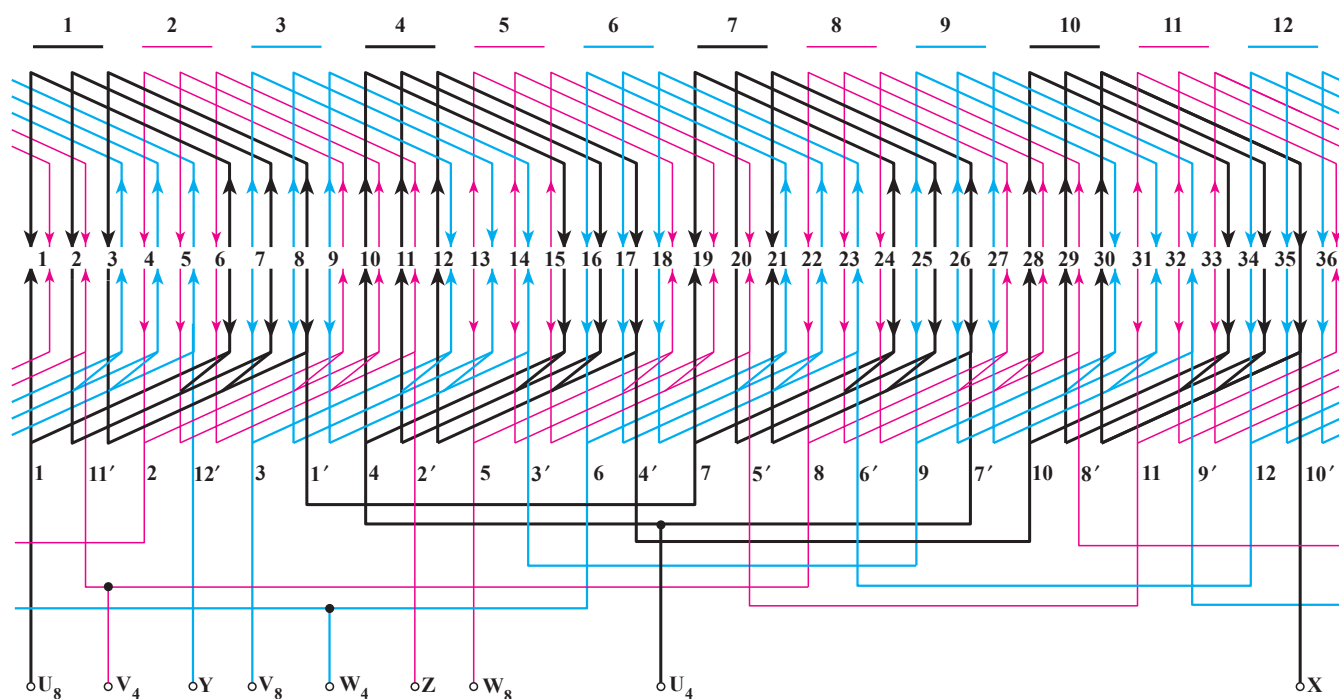 1 2 3 4 5 6 7 8 9 10 11 12
1 2 3 4 5 6 7 8 9 10 11 12 13 14 15 16 17 18 19 20 21 22 23 24 25 26 27 28 29 30 31 32 33 34 35 36
1 11′ 2 12′ 3 1′ 4 2′ 5 3′ 6 4′ 7 5′ 8 6′ 9 7′ 10 8′ 11 9′ 12 10′
U₈ V₄ Y V₈ W₄ Z W₈ U₄ X